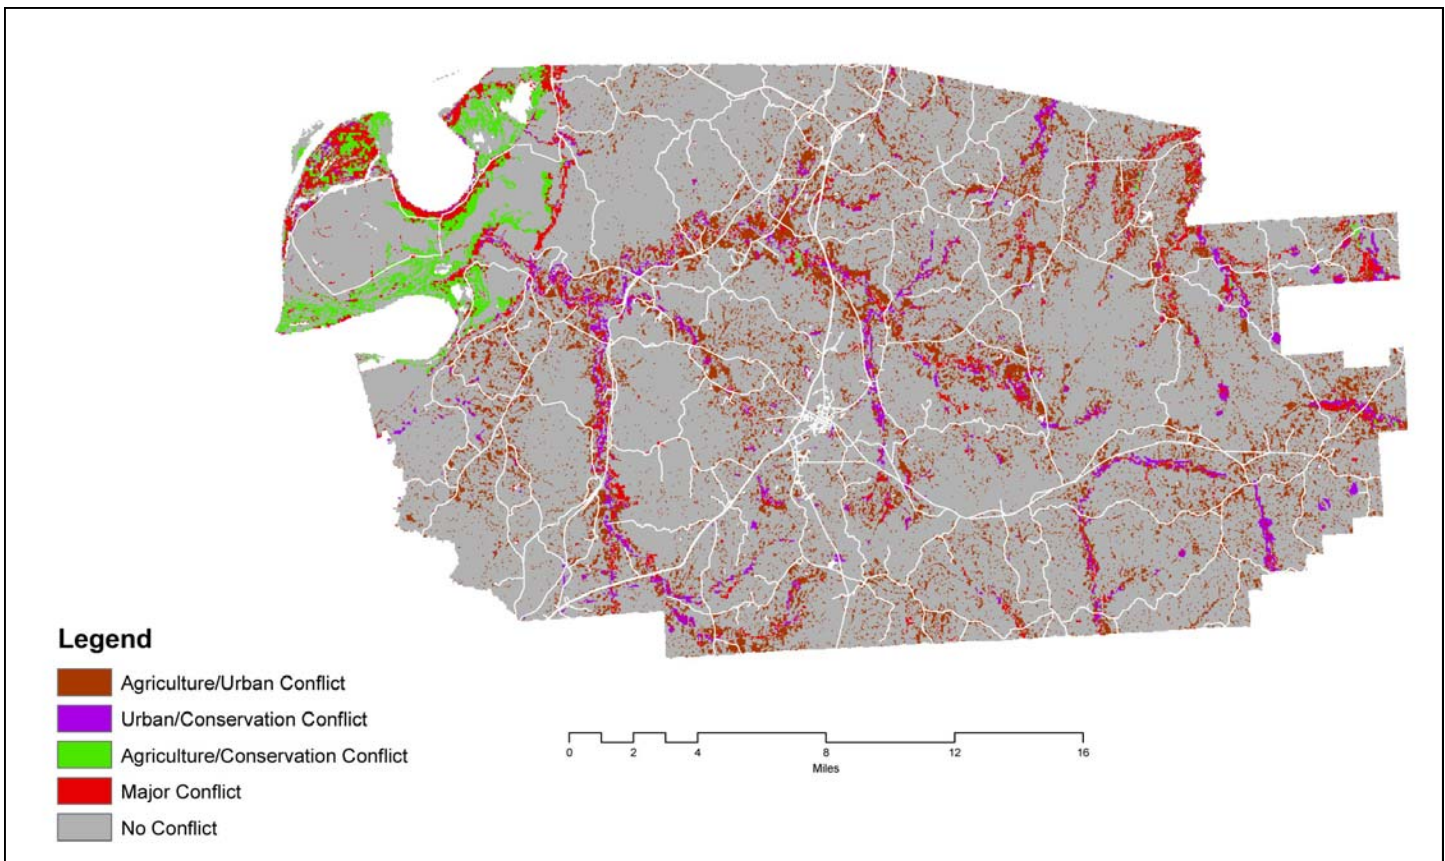 Legend
Agriculture/Urban Conflict
Urban/Conservation Conflict
Agriculture/Conservation Conflict
Major Conflict
No Conflict
0 2 4 8 12 16
Miles